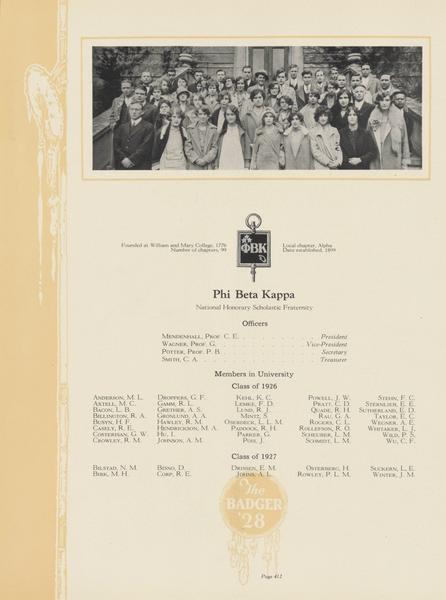 Founded at William and Mary College, 1776
Number of chapters, 99
ΦBK
Local chapter, Alpha
Date established, 1899
Phi Beta Kappa
National Honorary Scholastic Fraternity
Officers
Mendenhall, Prof. C. E. President
Wagner, Prof. G. Vice-President
Potter, Prof. P. B. Secretary
Smith, C. A. Treasurer
Members in University
Class of 1926
Anderson, M. L. Droppers, G. F. Kehl, K. C. Powell, J. W. Stehn, F. C.
Axtell, M. C. Gamm, R. L. Lemke, F. D. Pratt, C. D. Sternlieb, E. E.
Bacon, L. B. Grether, A. S. Lund, R. J. Quade, R. H. Sutherland, E. D.
Billington, R. A. Gronlund, A. A. Mintz, S. Rau, G. A. Taylor, E. C.
Busyn, H. F. Hawley, R. M. Oberdeck, L. L. M. Rogers, C. L. Wegner, A. E.
Casely, R. E. Hendrickson, M. A. Paddock, R. H. Rollefson, R. O. Whitaker, L. J.
Costerisan, G. W. Hu, I. Parker, G. Scheuber, L. M. Wild, P. S.
Crowley, R. M. Johnson, A. M. Post, J. Schmidt, L. M. Wu, C. F.
Class of 1927
Bilstad, N. M. Bisno, D. Drissen, E. M. Osterberg, H. Suckern, L. E.
Birk, M. H. Corp, R. E. Johns, A. L. Rowley, P. L. M. Winter, J. M.
The
BADGER
'28
Page 412